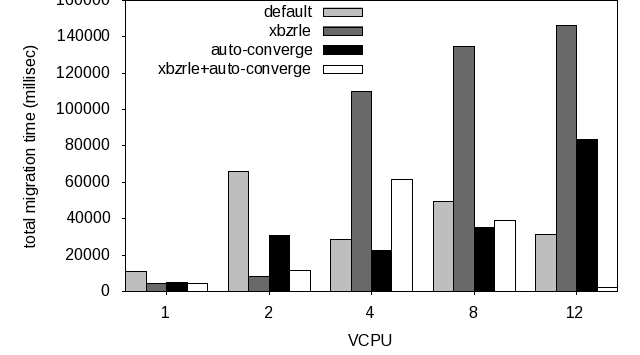 160000
140000
120000
100000
80000
60000
40000
20000
0
total migration time (millisec)
default
xbzrle
auto-converge
xbzrle+auto-converge
1 2 4 8 12
VCPU